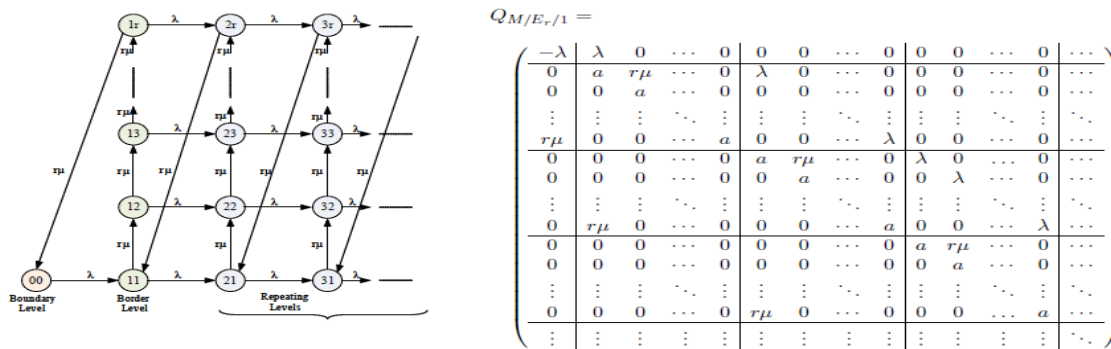 1r λ 2r λ 3r λ
rμ rμ rμ
rμ rμ rμ
13 λ 23 λ 33 λ
rμ rμ rμ rμ rμ rμ
12 λ 22 λ 32 λ
rμ rμ rμ
00 λ 11 λ 21 λ 31 λ
Boundary Level
Border Level
Repeating Levels
Q_{M/E_r/1} =
−λ λ 0 ⋯ 0 0 0 ⋯ 0 0 0 ⋯ 0 ⋯
0 a rμ ⋯ 0 λ 0 ⋯ 0 0 0 ⋯ 0 ⋯
0 0 a ⋯ 0 0 0 ⋯ 0 0 0 ⋯ 0 ⋯
⋮ ⋮ ⋮ ⋱ ⋮ ⋮ ⋮ ⋱ ⋮ ⋮ ⋮ ⋱ ⋮ ⋱
rμ 0 0 ⋯ a 0 0 ⋯ λ 0 0 ⋯ 0 ⋯
0 0 0 ⋯ 0 a rμ ⋯ 0 λ 0 … 0 ⋯
0 0 0 ⋯ 0 0 a ⋯ 0 0 λ ⋯ 0 ⋯
⋮ ⋮ ⋮ ⋱ ⋮ ⋮ ⋮ ⋱ ⋮ ⋮ ⋮ ⋱ ⋮ ⋱
0 rμ 0 ⋯ 0 0 0 ⋯ a 0 0 ⋯ λ ⋯
0 0 0 ⋯ 0 0 0 ⋯ 0 a rμ ⋯ 0 ⋯
0 0 0 ⋯ 0 0 0 ⋯ 0 0 a ⋯ 0 ⋯
⋮ ⋮ ⋮ ⋱ ⋮ ⋮ ⋮ ⋱ ⋮ ⋮ ⋮ ⋱ ⋮ ⋱
0 0 0 ⋯ 0 rμ 0 ⋯ 0 0 0 … a ⋯
⋮ ⋮ ⋮ ⋮ ⋮ ⋮ ⋮ ⋮ ⋮ ⋮ ⋮ ⋮ ⋮ ⋱